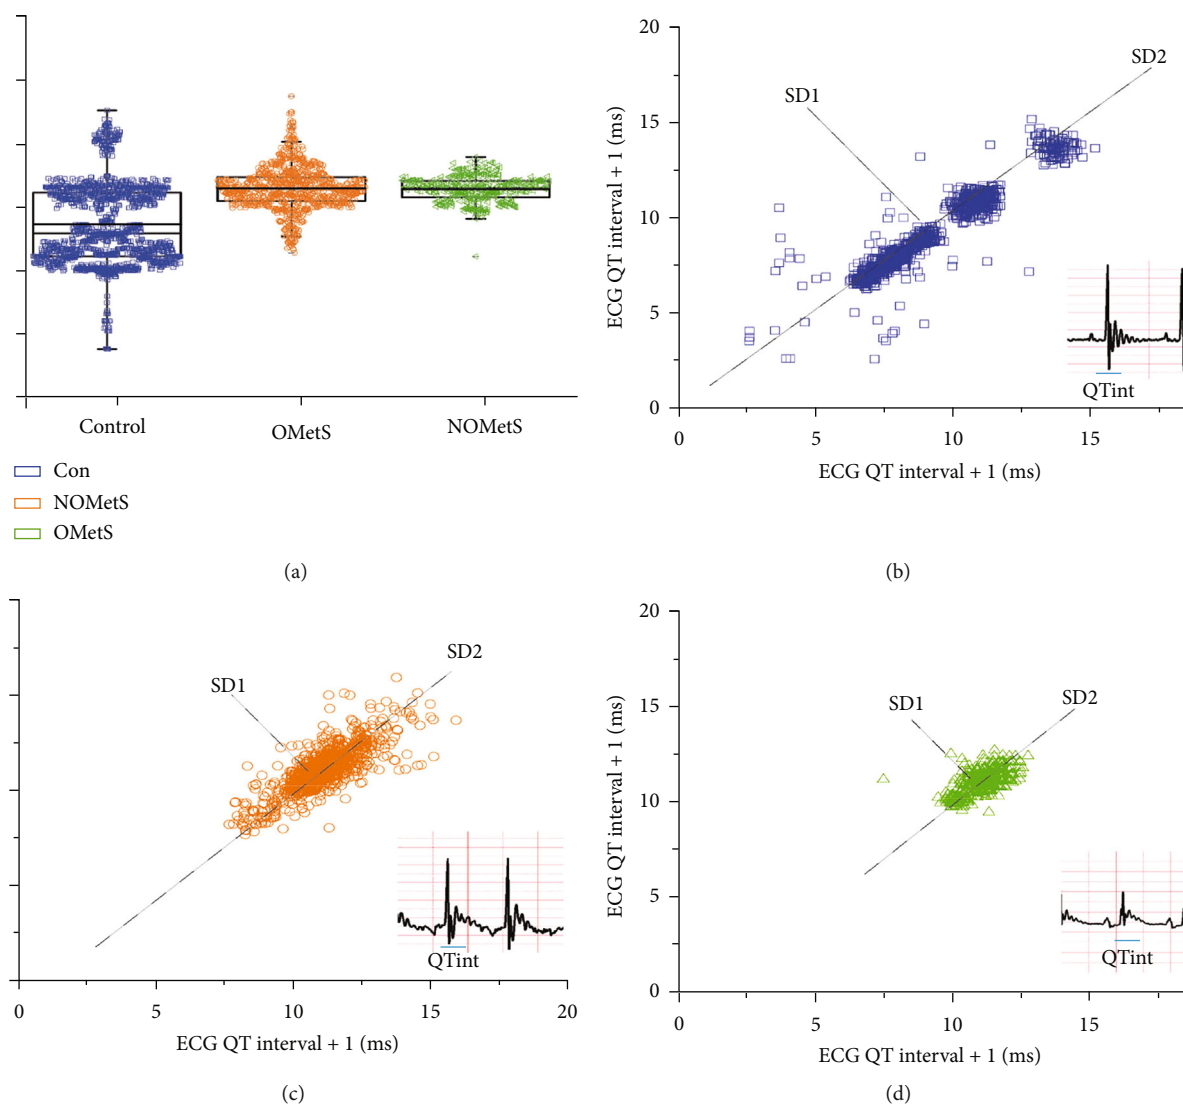 Control
OMetS
NOMetS
Con
NOMetS
OMetS
(a)
20
15
10
5
0
ECG QT interval + 1 (ms)
SD1
SD2
QTint
0
5
10
15
ECG QT interval + 1 (ms)
(b)
SD1
SD2
QTint
0
5
10
15
20
ECG QT interval + 1 (ms)
(c)
20
15
10
5
0
ECG QT interval + 1 (ms)
SD1
SD2
QTint
0
5
10
15
ECG QT interval + 1 (ms)
(d)